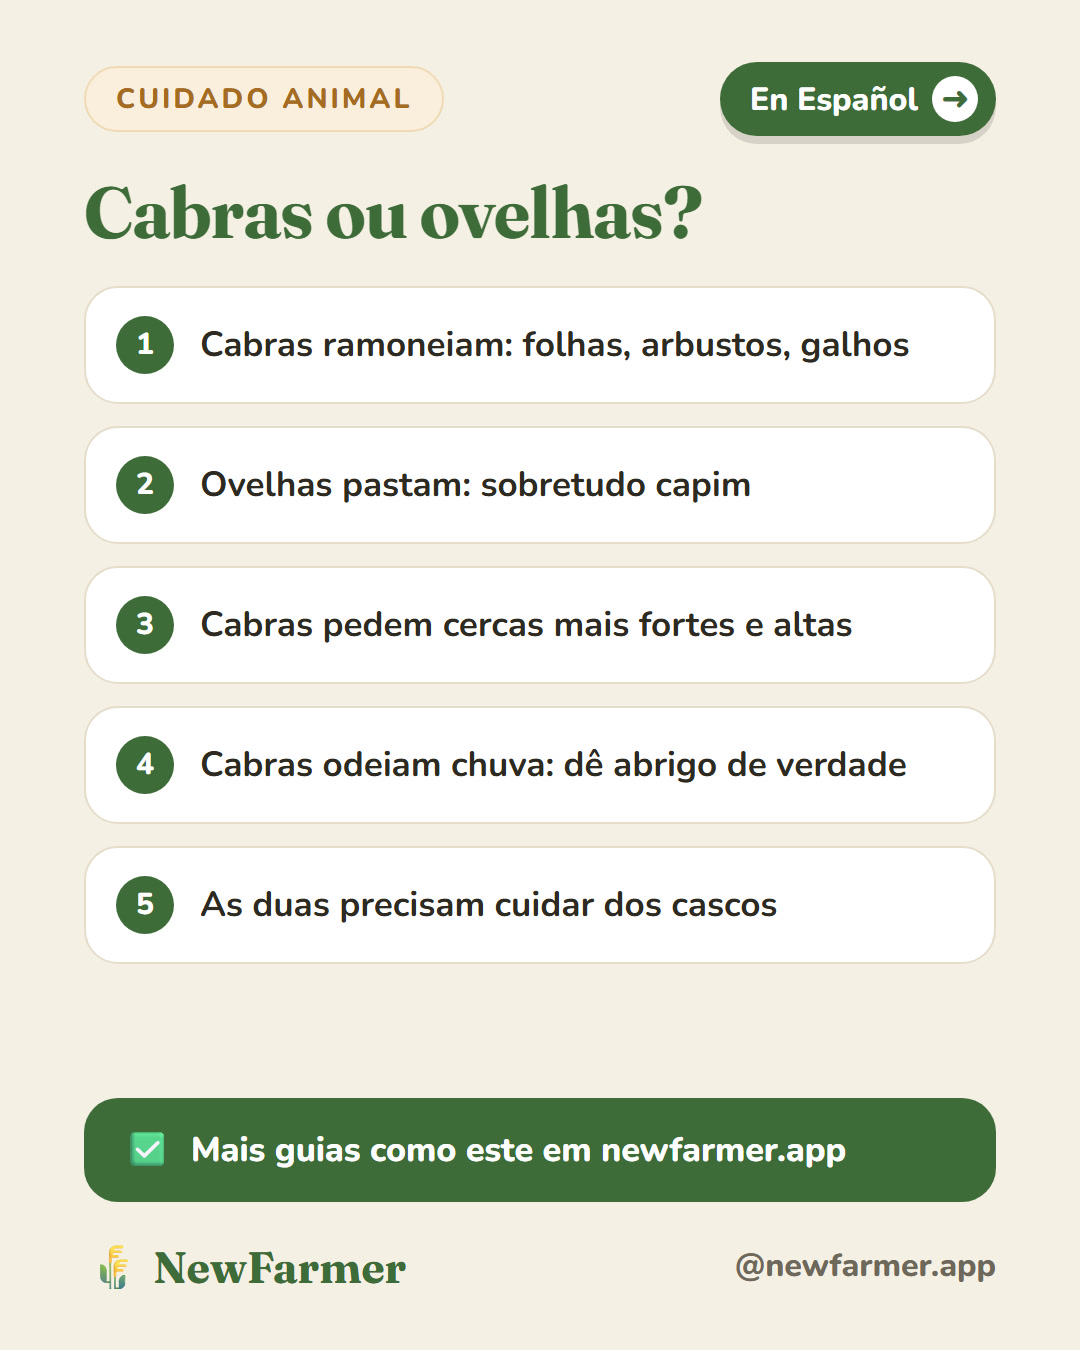 CUIDADO ANIMAL
En Español
Cabras ou ovelhas?
1 Cabras ramoneiam: folhas, arbustos, galhos
2 Ovelhas pastam: sobretudo capim
3 Cabras pedem cercas mais fortes e altas
4 Cabras odeiam chuva: dê abrigo de verdade
5 As duas precisam cuidar dos cascos
Mais guias como este em newfarmer.app
NewFarmer
@newfarmer.app